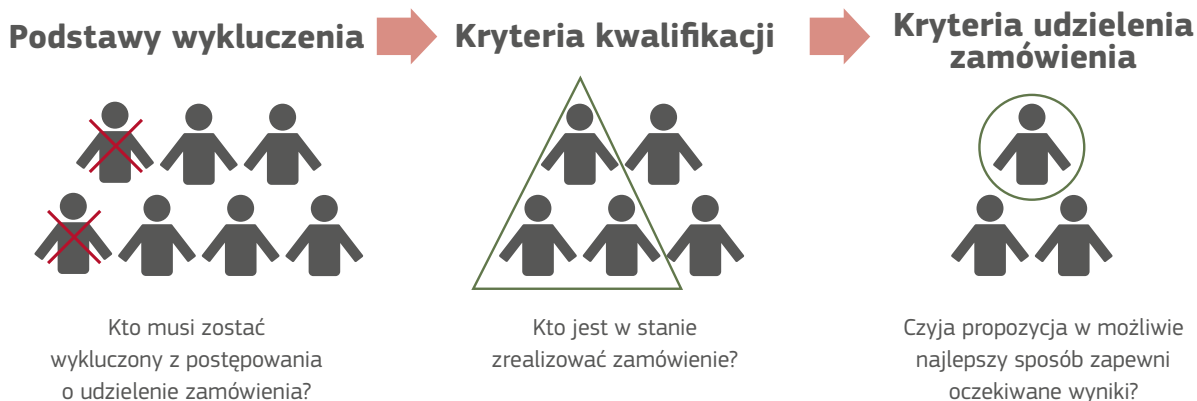 Podstawy wykluczenia
Kryteria kwalifikacji
Kryteria udzielenia
zamówienia
Kto musi zostać
wykluczony z postępowania
o udzielenie zamówienia?
Kto jest w stanie
zrealizować zamówienie?
Czyja propozycja w możliwie
najlepszy sposób zapewni
oczekiwane wyniki?